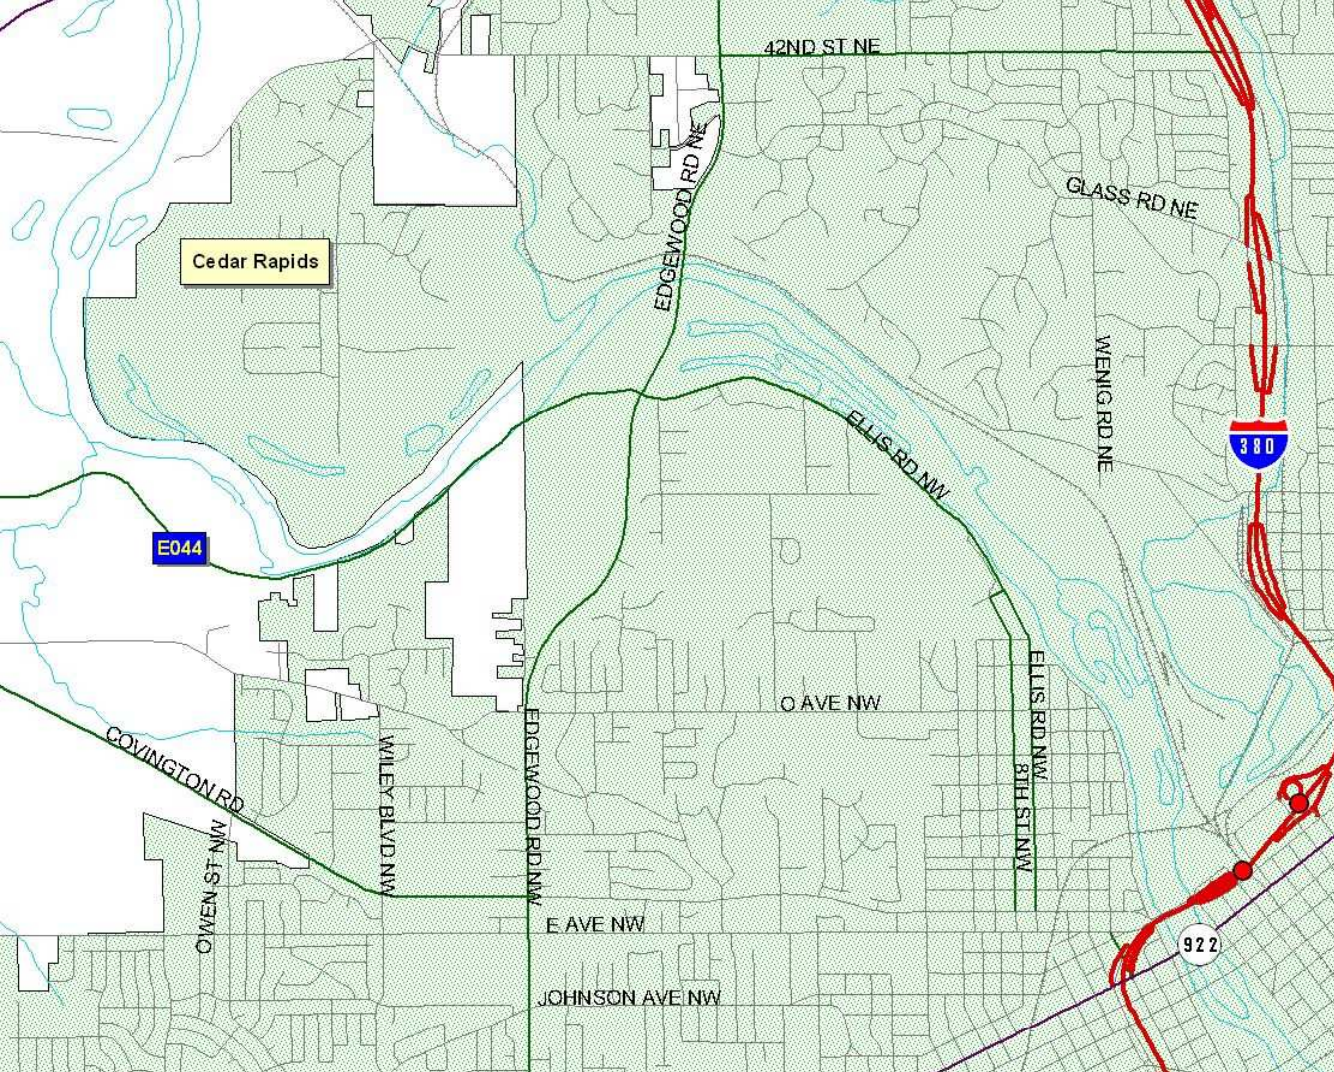 42ND ST NE
EDGEWOOD RD NE
GLASS RD NE
Cedar Rapids
WENIG RD NE
ELLIS RD NW
380
E044
O AVE NW
ELLIS RD NW
EDGEWOOD RD NW
COVINGTON RD
WILEY BLVD NW
8TH ST NW
OWEN ST NW
E AVE NW
922
JOHNSON AVE NW